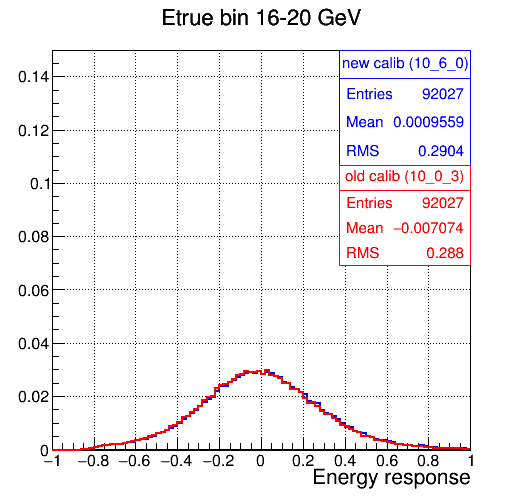 Etrue bin 16-20 GeV
new calib (10_6_0)
Entries 92027
Mean 0.0009559
RMS 0.2904
old calib (10_0_3)
Entries 92027
Mean −0.007074
RMS 0.288
0.14
0.12
0.1
0.08
0.06
0.04
0.02
0
−1 −0.8 −0.6 −0.4 −0.2 0 0.2 0.4 0.6 0.8 1
Energy response